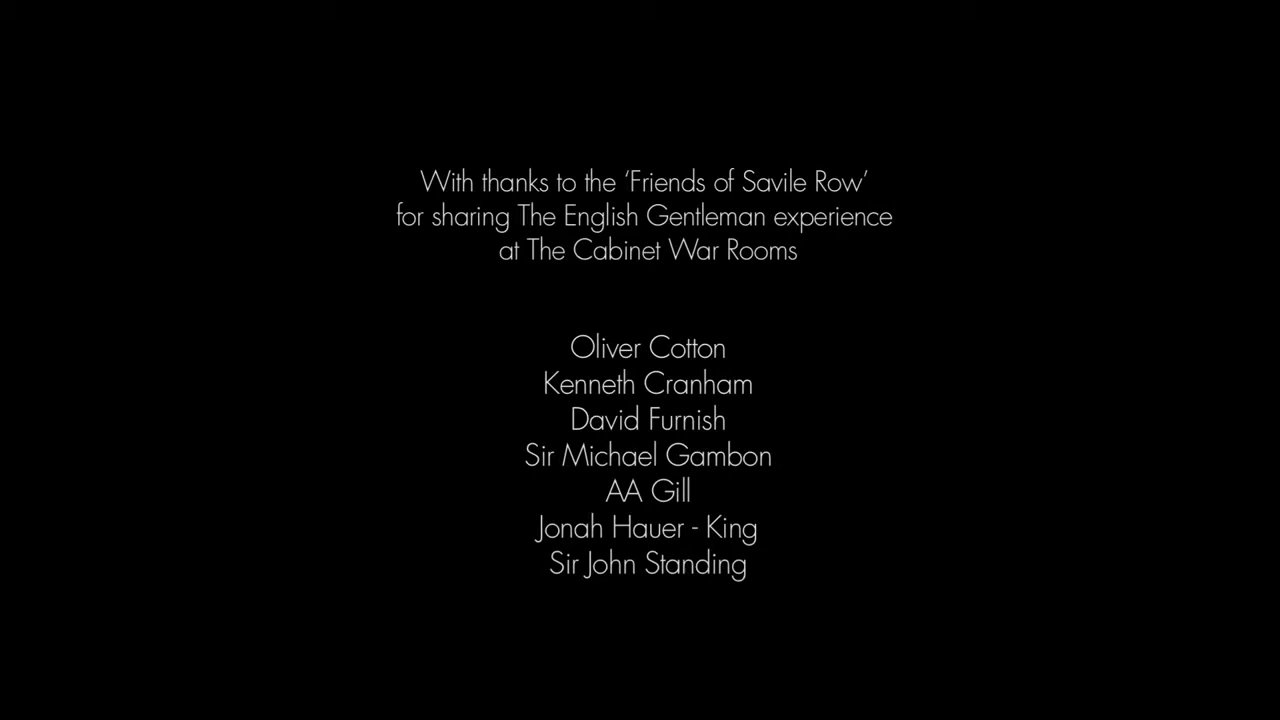 With thanks to the ‘Friends of Savile Row’
for sharing The English Gentleman experience
at The Cabinet War Rooms
Oliver Cotton
Kenneth Cranham
David Furnish
Sir Michael Gambon
AA Gill
Jonah Hauer - King
Sir John Standing